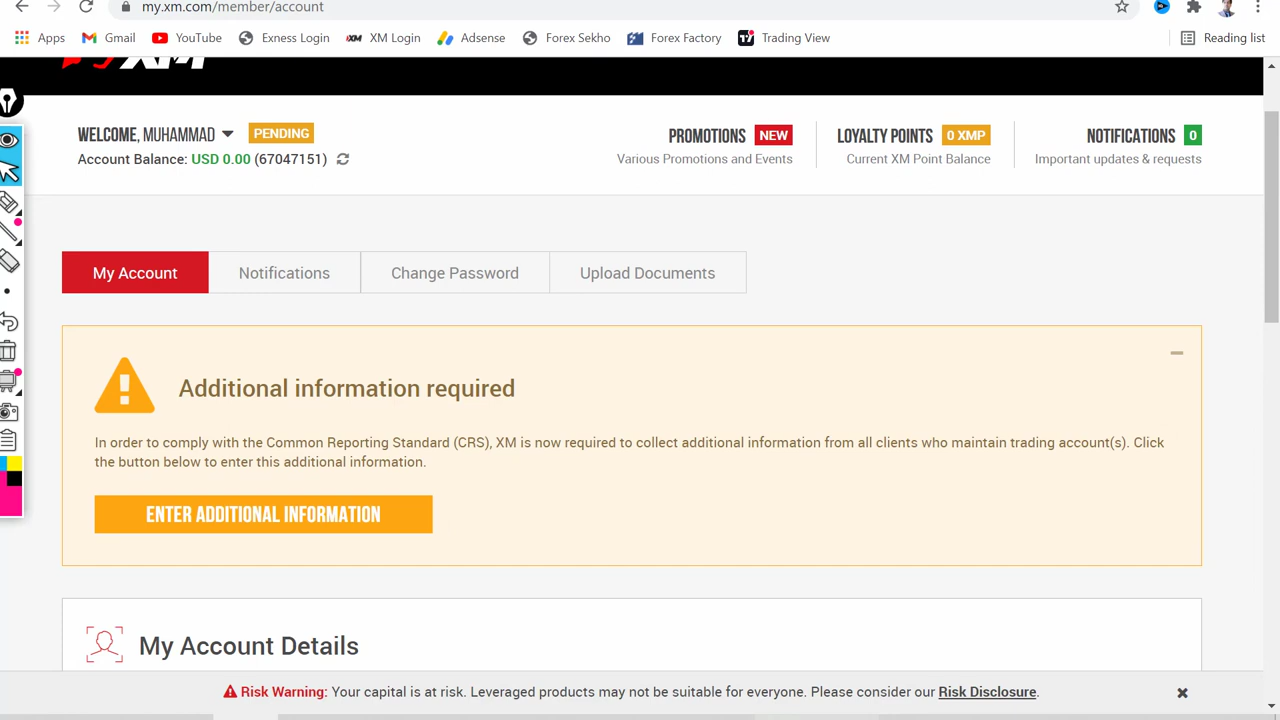 my.xm.com/member/account
Apps Gmail YouTube Exness Login XM XM Login Adsense Forex Sekho Forex Factory Trading View Reading list
XM
WELCOME, MUHAMMAD PENDING
Account Balance: USD 0.00 (67047151)
PROMOTIONS NEW
Various Promotions and Events
LOYALTY POINTS 0 XMP
Current XM Point Balance
NOTIFICATIONS 0
Important updates & requests
My Account Notifications Change Password Upload Documents
Additional information required
In order to comply with the Common Reporting Standard (CRS), XM is now required to collect additional information from all clients who maintain trading account(s). Click
the button below to enter this additional information.
ENTER ADDITIONAL INFORMATION
My Account Details
Risk Warning: Your capital is at risk. Leveraged products may not be suitable for everyone. Please consider our Risk Disclosure.